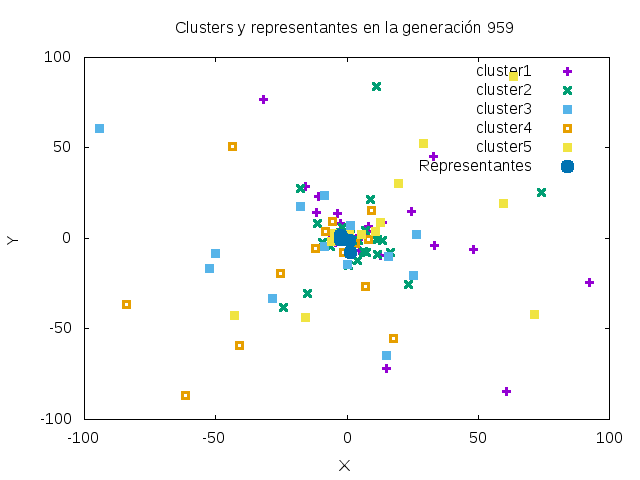 Clusters y representantes en la generación 959
100
50
0
-50
-100
Y
cluster1
cluster2
cluster3
cluster4
cluster5
Representantes
-100 -50 0 50 100
X